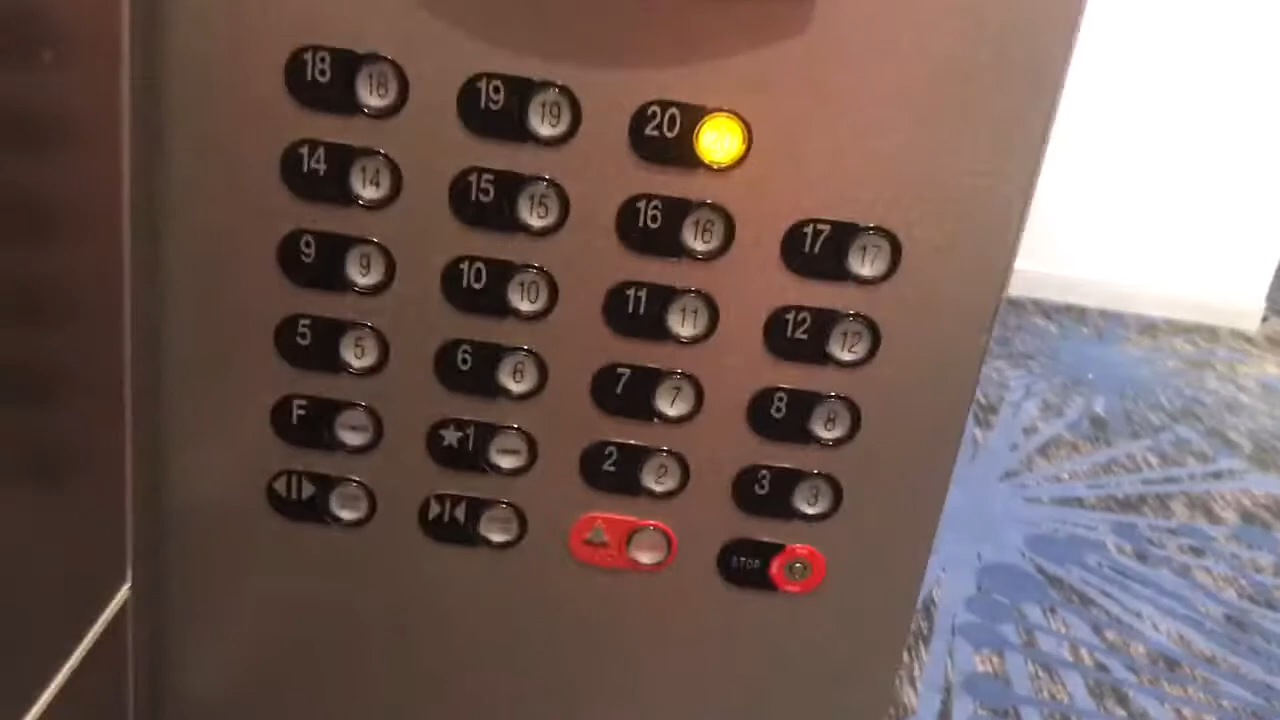 18 18 19 19 20
14 14 15 15 16 16 17 17
9 9 10 10 11 11 12 12
5 5 6 6 7 7 8 8
F ★1 2 2 3 3
STOP